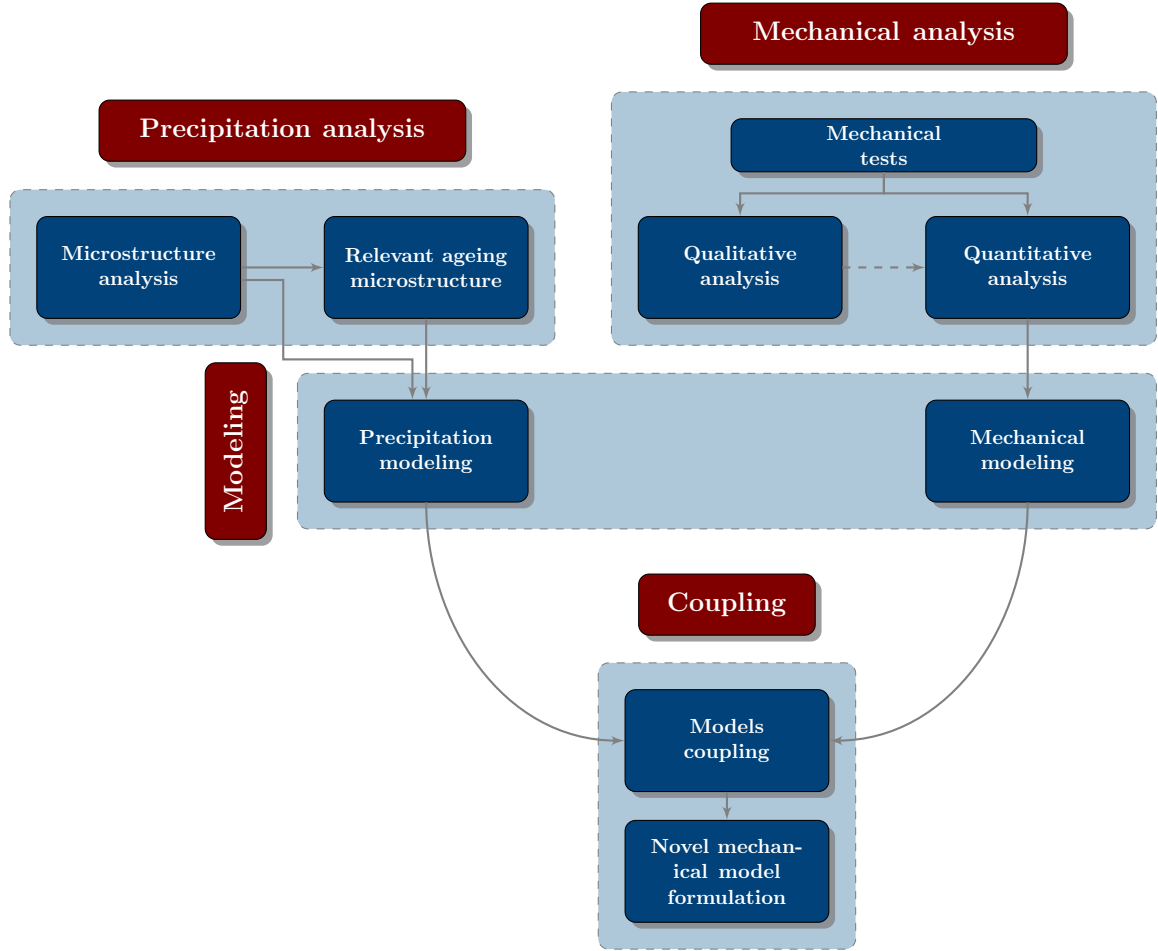 Mechanical analysis
Precipitation analysis
Mechanical
tests
Microstructure
analysis
Relevant ageing
microstructure
Qualitative
analysis
Quantitative
analysis
Modeling
Precipitation
modeling
Mechanical
modeling
Coupling
Models
coupling
Novel mechan-
ical model
formulation